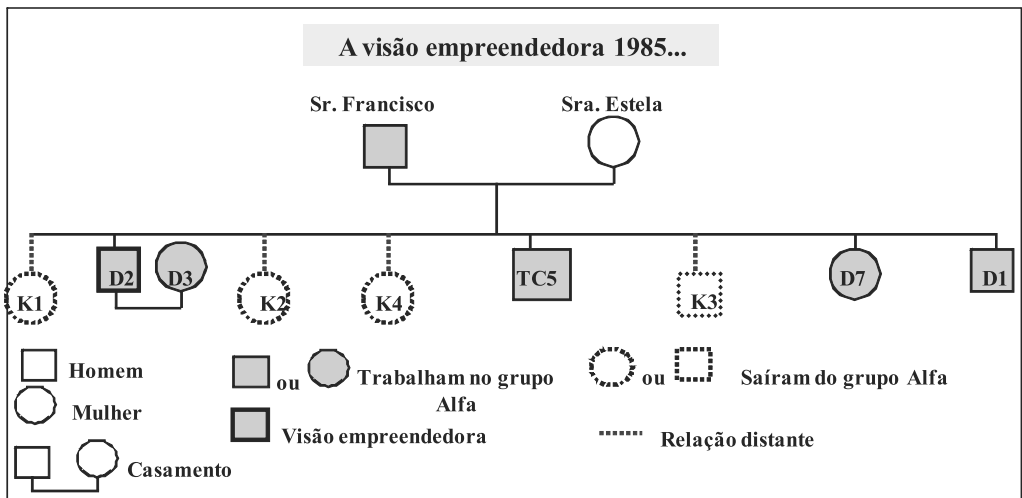 A visão empreendedora 1985...
Sr. Francisco
Sra. Estela
K1
D2
D3
K2
K4
TC5
K3
D7
D1
Homem
Mulher
Casamento
ou
Trabalham no grupo
Alfa
Visão empreendedora
ou
Saíram do grupo Alfa
Relação distante